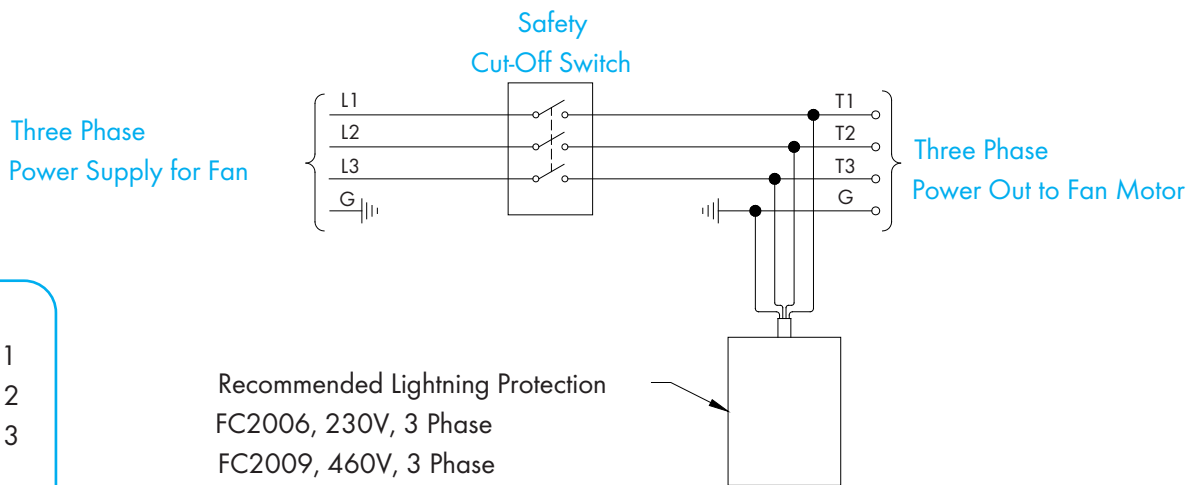 Safety
Cut-Off Switch
Three Phase
Power Supply for Fan
L1
L2
L3
G
T1
T2
T3
G
Three Phase
Power Out to Fan Motor
1
2
3
Recommended Lightning Protection
FC2006, 230V, 3 Phase
FC2009, 460V, 3 Phase